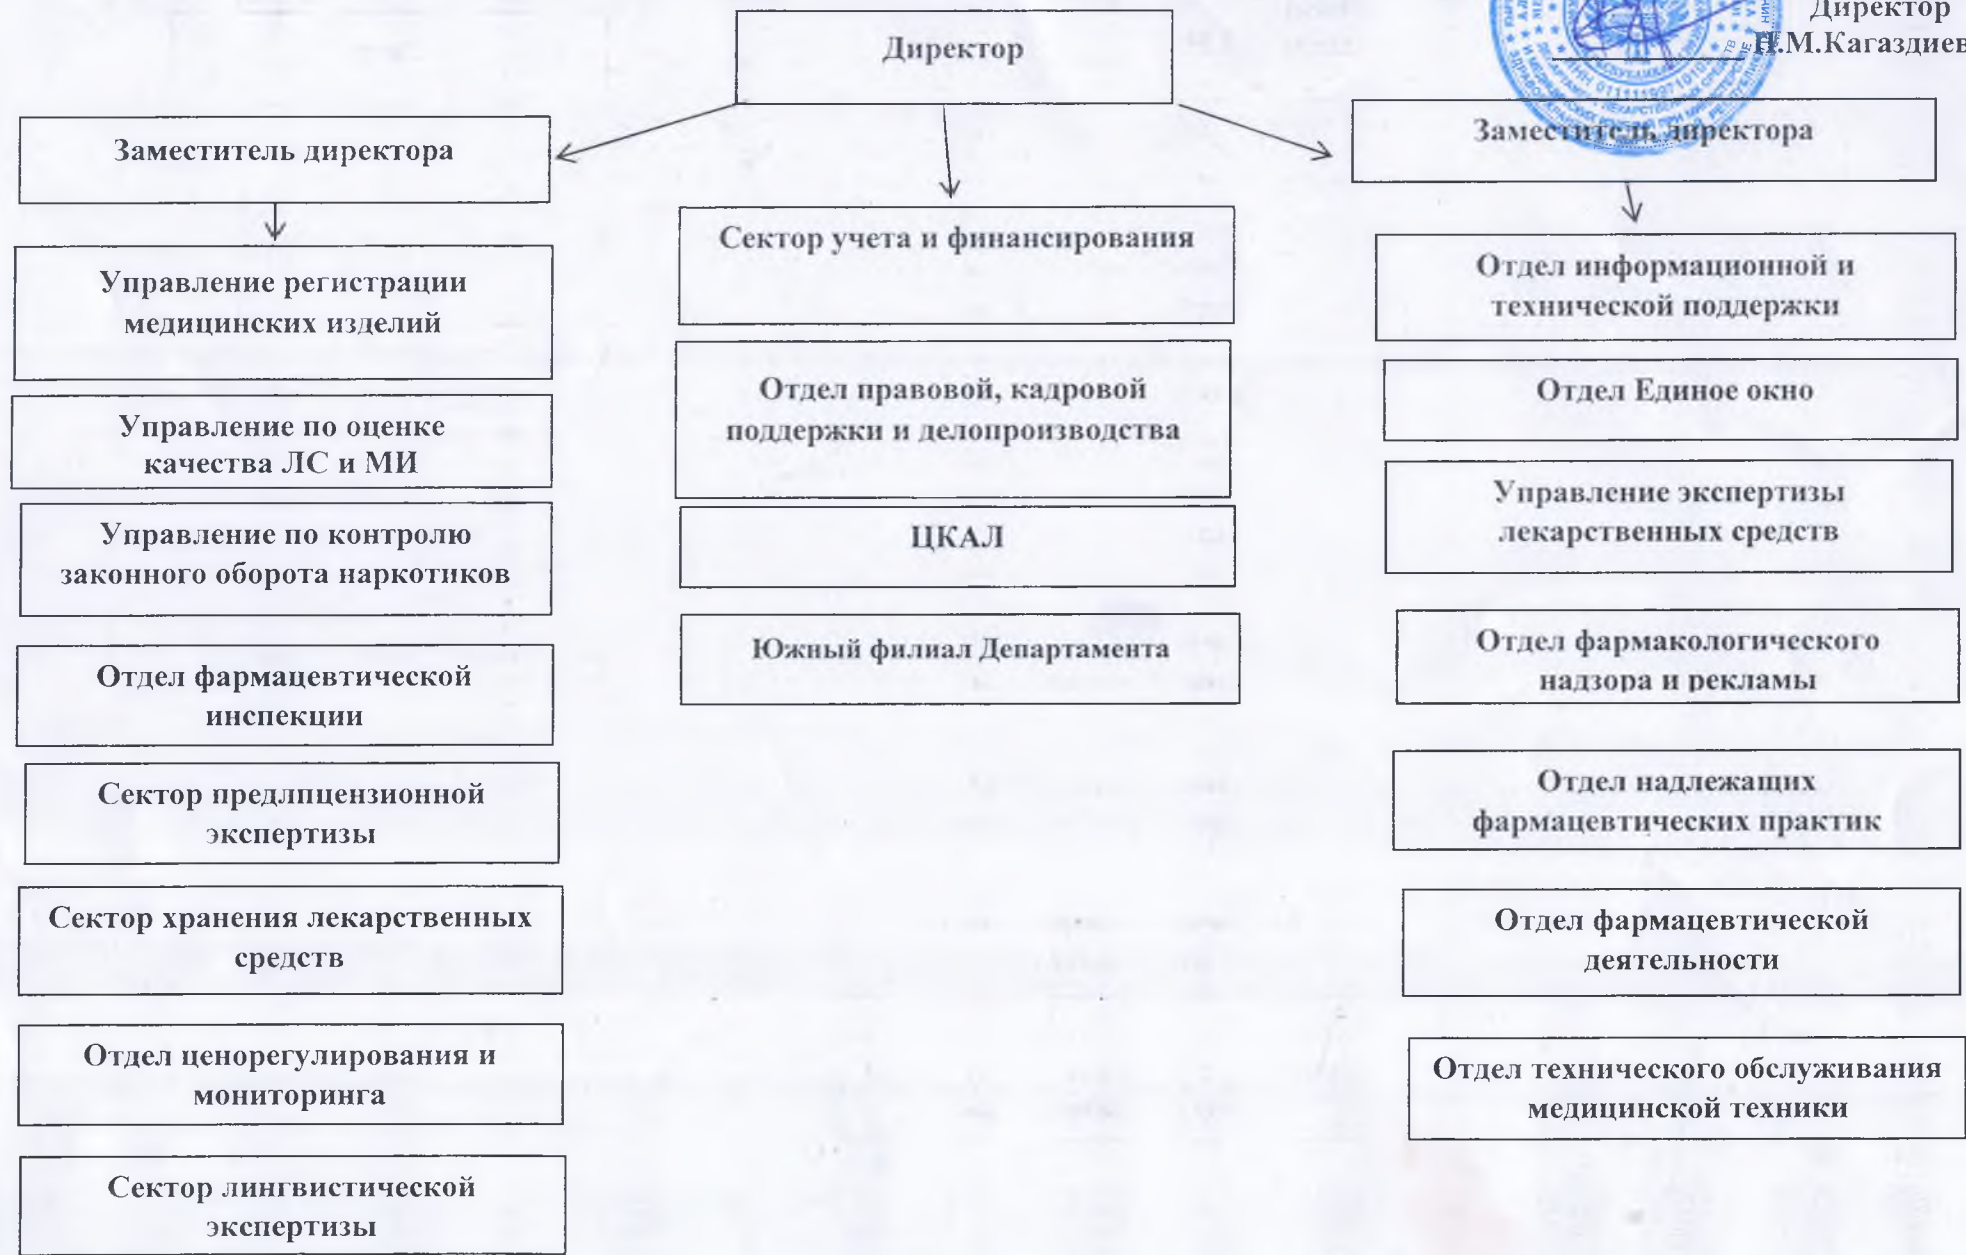 Директор
Н.М.Кагаздиев
Директор
Заместитель директора
Управление регистрации
медицинских изделий
Управление по оценке
качества ЛС и МИ
Управление по контролю
законного оборота наркотиков
Отдел фармацевтической
инспекции
Сектор предлпцензионной
экспертизы
Сектор хранения лекарственных
средств
Отдел ценорегулирования и
мониторинга
Сектор лингвистической
экспертизы
Сектор учета и финансирования
Отдел правовой, кадровой
поддержки и делопроизводства
ЦКАЛ
Южный филиал Департамента
Заместитель директора
Отдел информационной и
технической поддержки
Отдел Единое окно
Управление экспертизы
лекарственных средств
Отдел фармакологического
надзора и рекламы
Отдел надлежащих
фармацевтических практик
Отдел фармацевтической
деятельности
Отдел технического обслуживания
медицинской техники